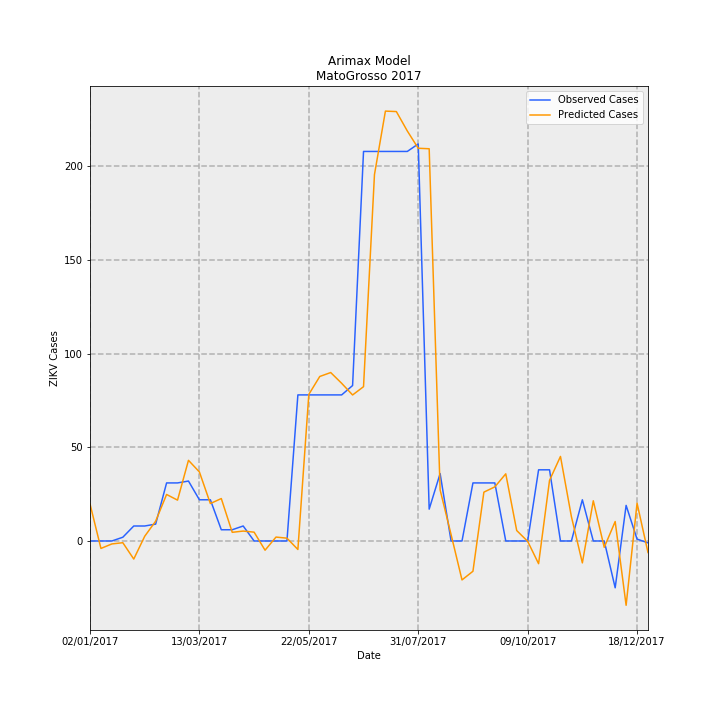 Arimax Model
MatoGrosso 2017
Observed Cases
Predicted Cases
ZIKV Cases
200
150
100
50
0
02/01/2017 13/03/2017 22/05/2017 31/07/2017 09/10/2017 18/12/2017
Date